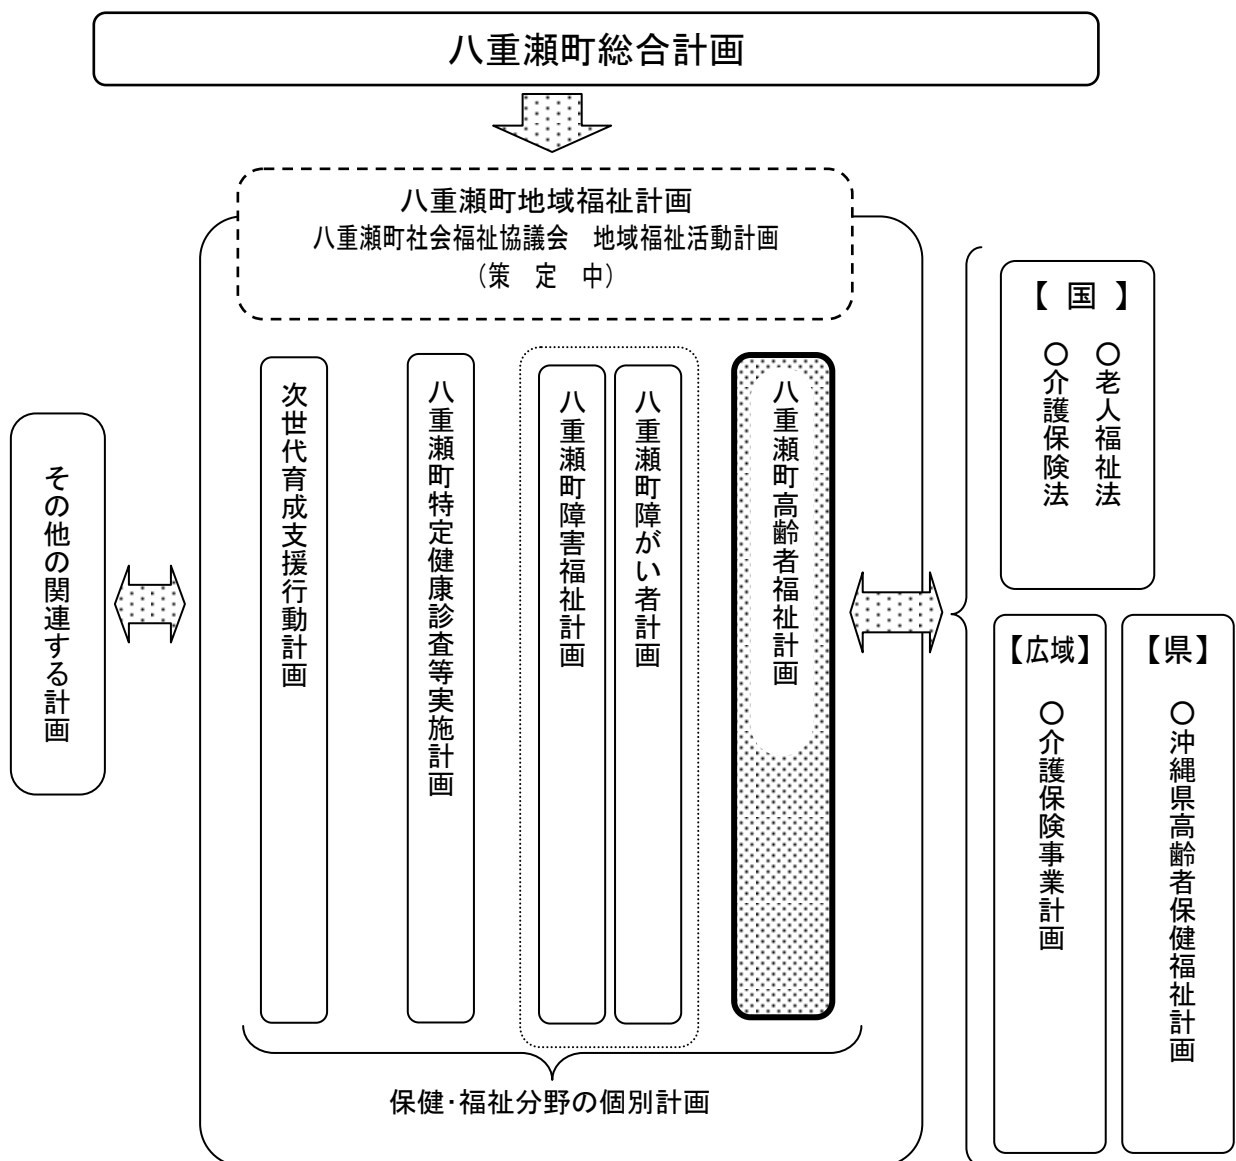 八重瀬町総合計画
八重瀬町地域福祉計画
八重瀬町社会福祉協議会　地域福祉活動計画
（策　定　中）
その他の関連する計画
次世代育成支援行動計画
八重瀬町特定健康診査等実施計画
八重瀬町障害福祉計画
八重瀬町障がい者計画
八重瀬町高齢者福祉計画
保健・福祉分野の個別計画
【 国 】
〇老人福祉法
〇介護保険法
【広域】
〇介護保険事業計画
【県】
〇沖縄県高齢者保健福祉計画